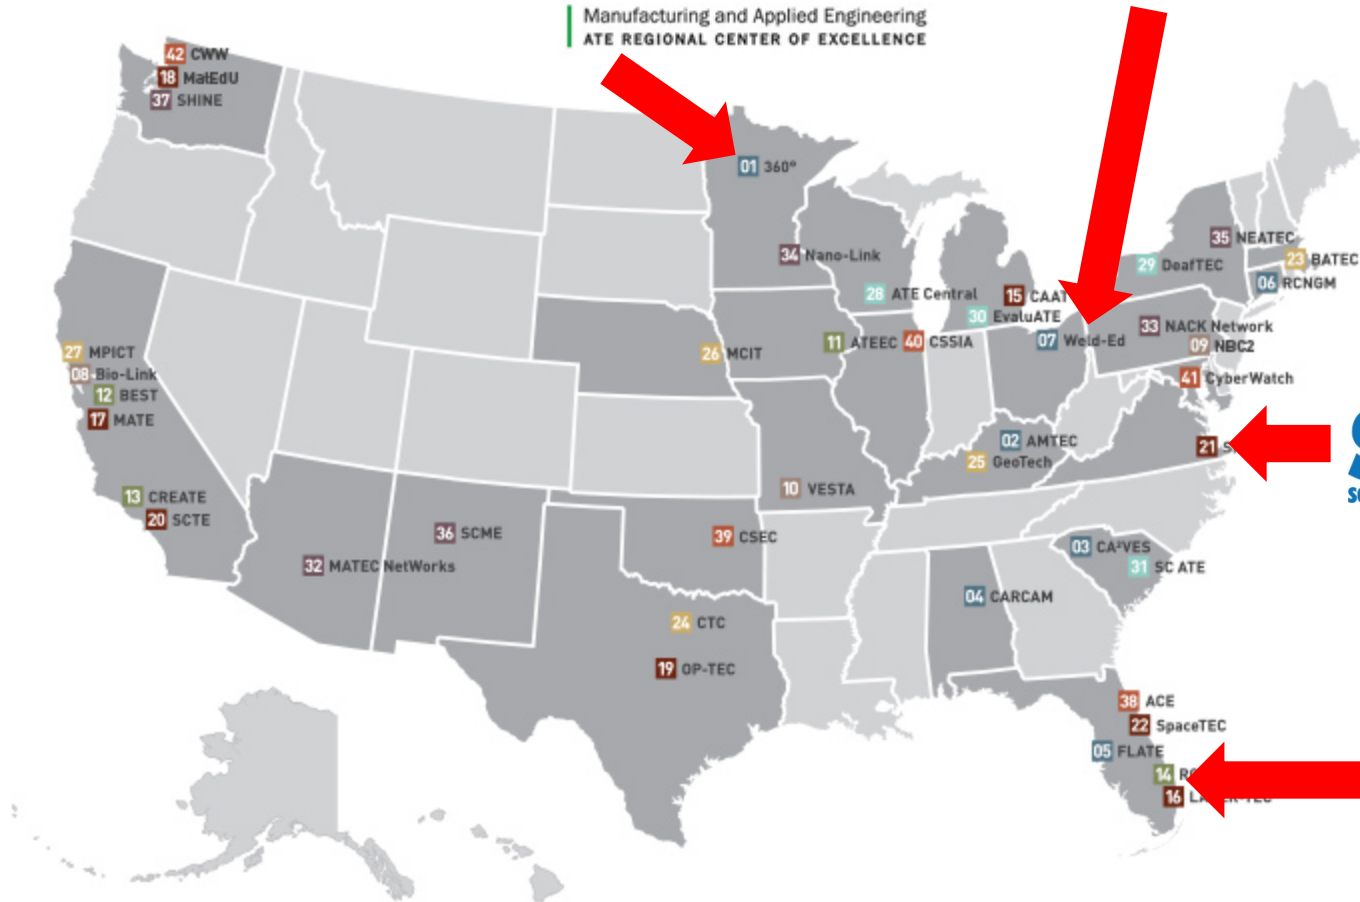 Manufacturing and Applied Engineering
ATE REGIONAL CENTER OF EXCELLENCE
42 CWW
18 MatEdU
37 SHINE
01 360°
34 Nano-Link
35 NEATEC
29 DeafTEC
23 BATEC
06 RCNGM
28 ATE Central
15 CAAT
30 EvaluATE
33 NACK Network
07 Weld-Ed
09 NBC2
27 MPICT
08 Bio-Link
12 BEST
17 MATE
26 MCIT
11 ATEEC
40 CSSIA
41 CyberWatch
02 AMTEC
25 GeoTech
21
10 VESTA
13 CREATE
20 SCTE
36 SCME
32 MATEC NetWorks
39 CSEC
03 CA²VES
31 SC ATE
04 CARCAM
24 CTC
19 OP-TEC
38 ACE
22 SpaceTEC
05 FLATE
14
16